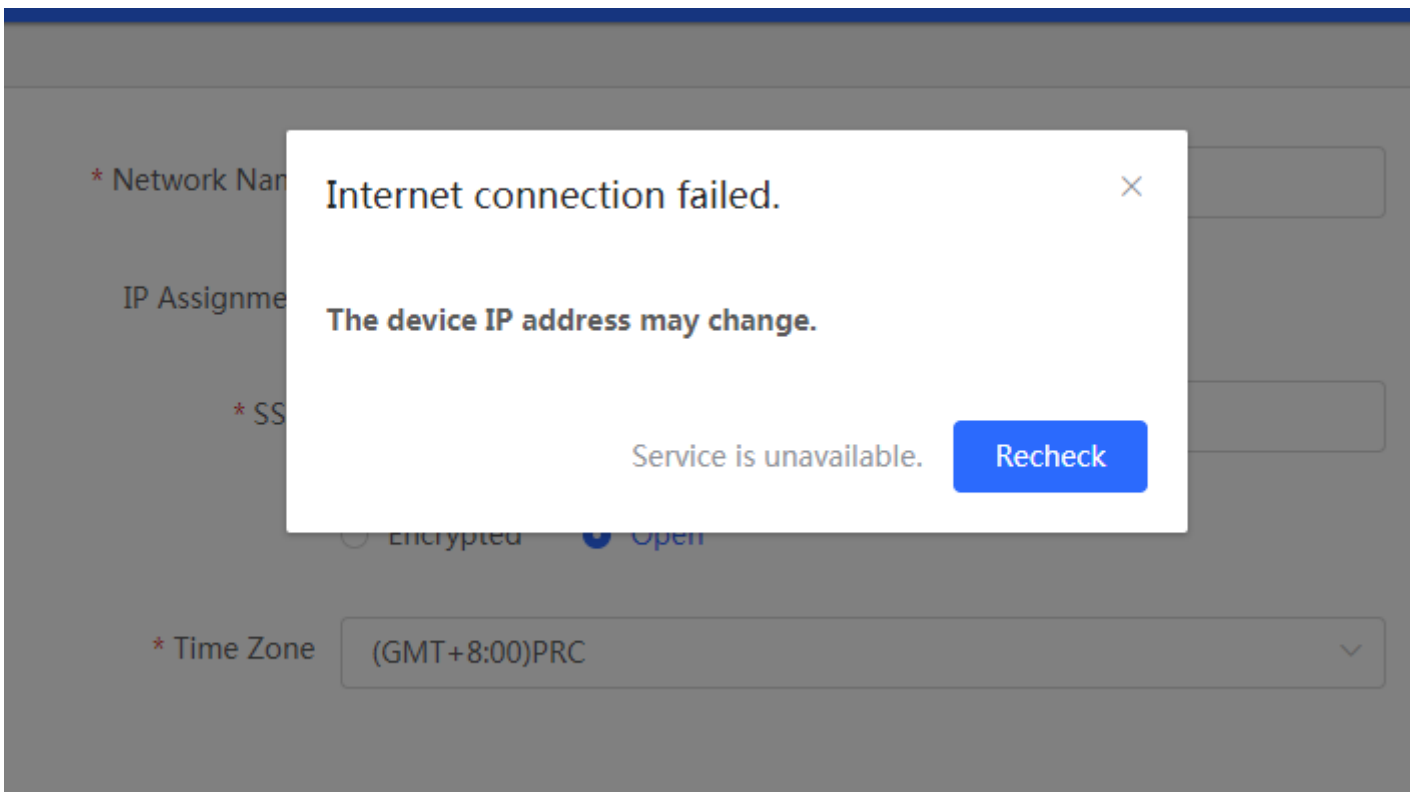 * Network Nan
Internet connection failed.
IP Assignme
The device IP address may change.
* SS
Service is unavailable.
Recheck
Encrypted
Open
* Time Zone
(GMT+8:00)PRC